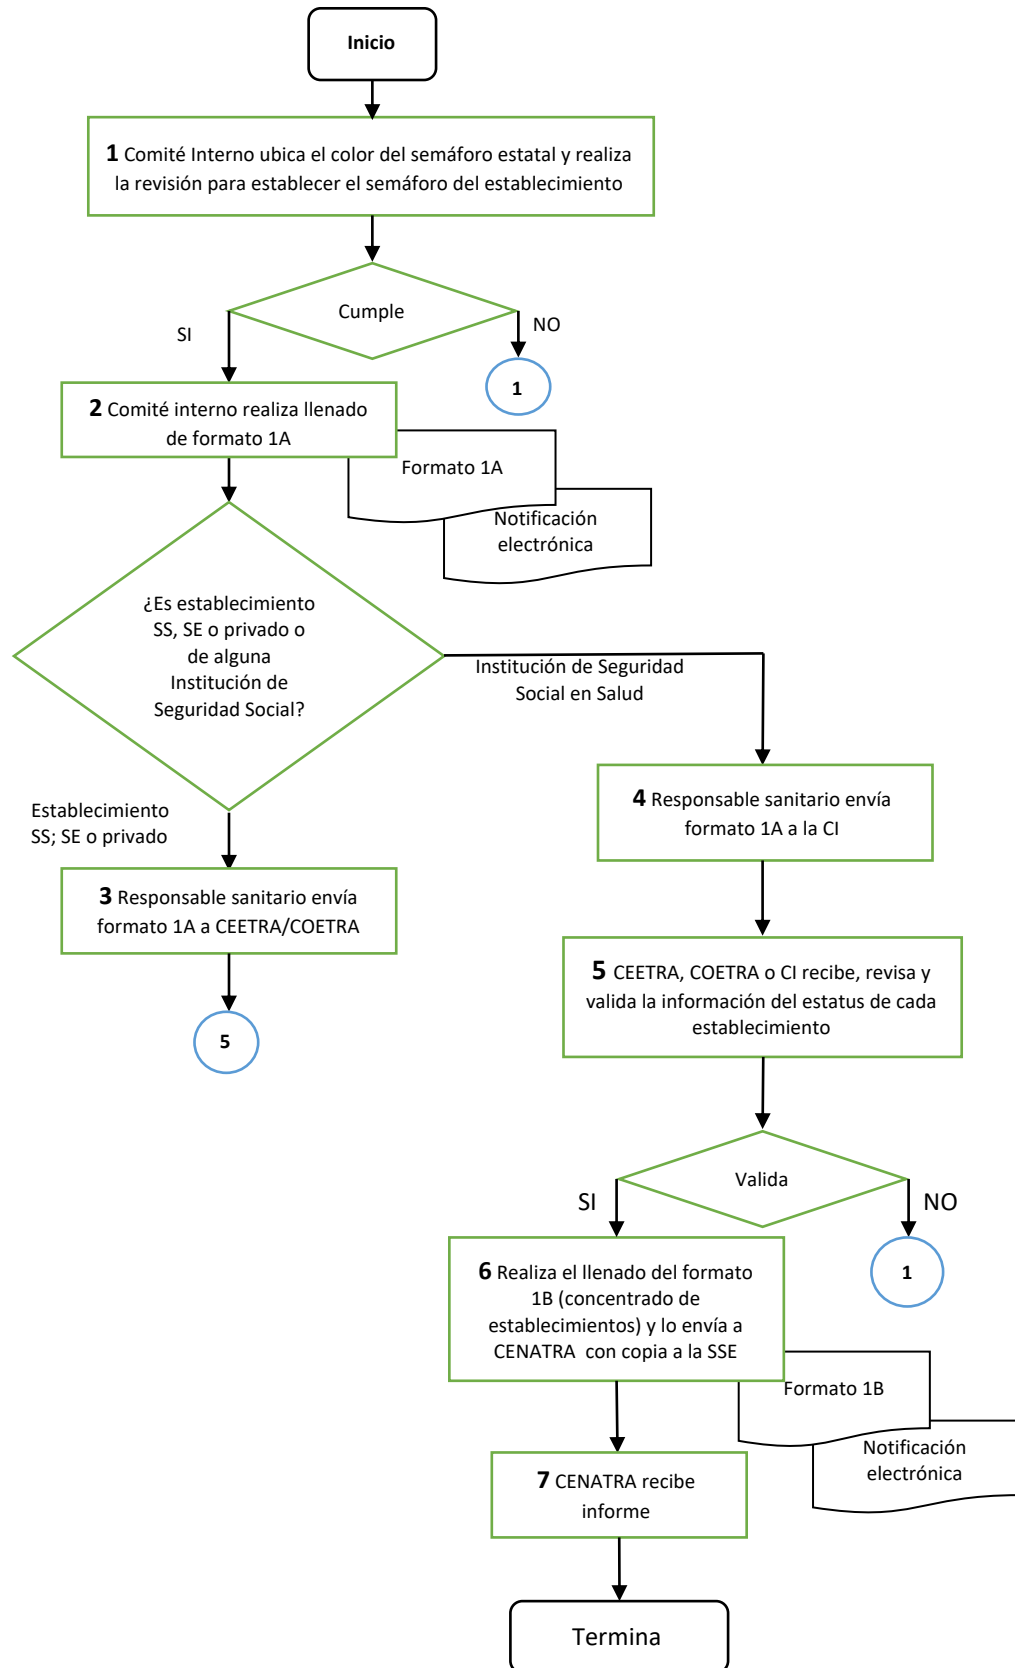 Inicio
1 Comité Interno ubica el color del semáforo estatal y realiza
la revisión para establecer el semáforo del establecimiento
Cumple
SI
NO
1
2 Comité interno realiza llenado
de formato 1A
Formato 1A
Notificación
electrónica
¿Es establecimiento
SS, SE o privado o
de alguna
Institución de
Seguridad Social?
Institución de Seguridad
Social en Salud
Establecimiento
SS; SE o privado
4 Responsable sanitario envía
formato 1A a la CI
3 Responsable sanitario envía
formato 1A a CEETRA/COETRA
5
5 CEETRA, COETRA o CI recibe, revisa y
valida la información del estatus de cada
establecimiento
Valida
SI
NO
1
6 Realiza el llenado del formato
1B (concentrado de
establecimientos) y lo envía a
CENATRA con copia a la SSE
Formato 1B
Notificación
electrónica
7 CENATRA recibe
informe
Termina